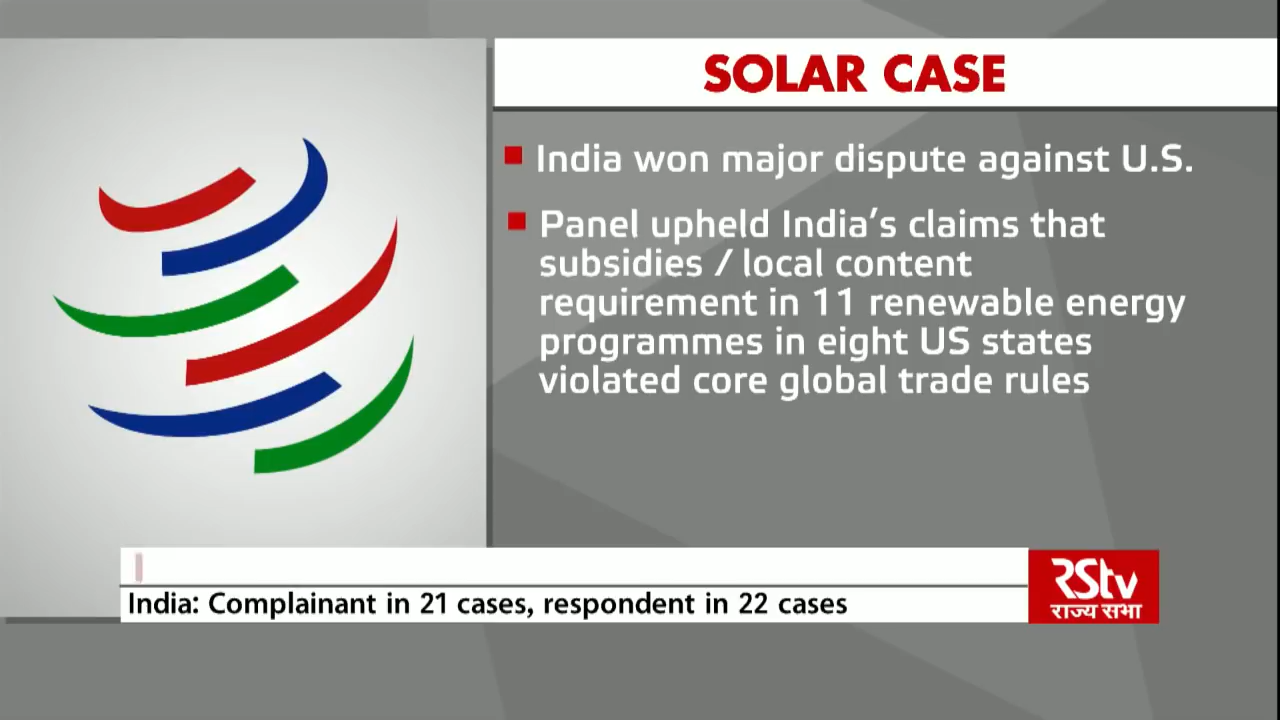 SOLAR CASE
India won major dispute against U.S.
Panel upheld India’s claims that
subsidies / local content
requirement in 11 renewable energy
programmes in eight US states
violated core global trade rules
India: Complainant in 21 cases, respondent in 22 cases
RStv
राज्य सभा